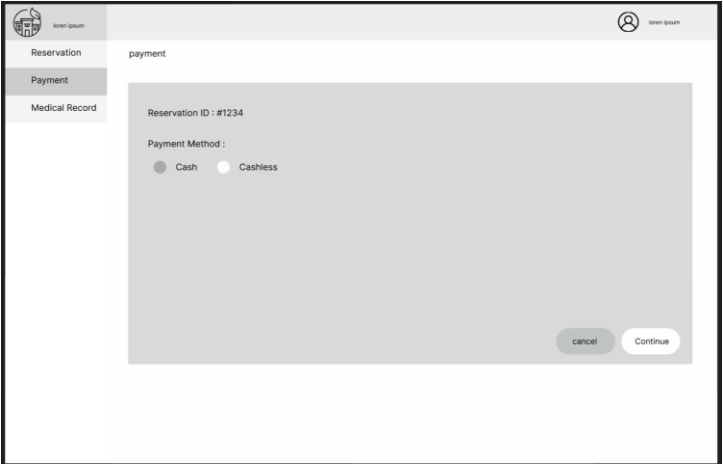 loren ipsum
loren ipsum
Reservation
payment
Payment
Medical Record
Reservation ID : #1234
Payment Method :
Cash Cashless
cancel Continue